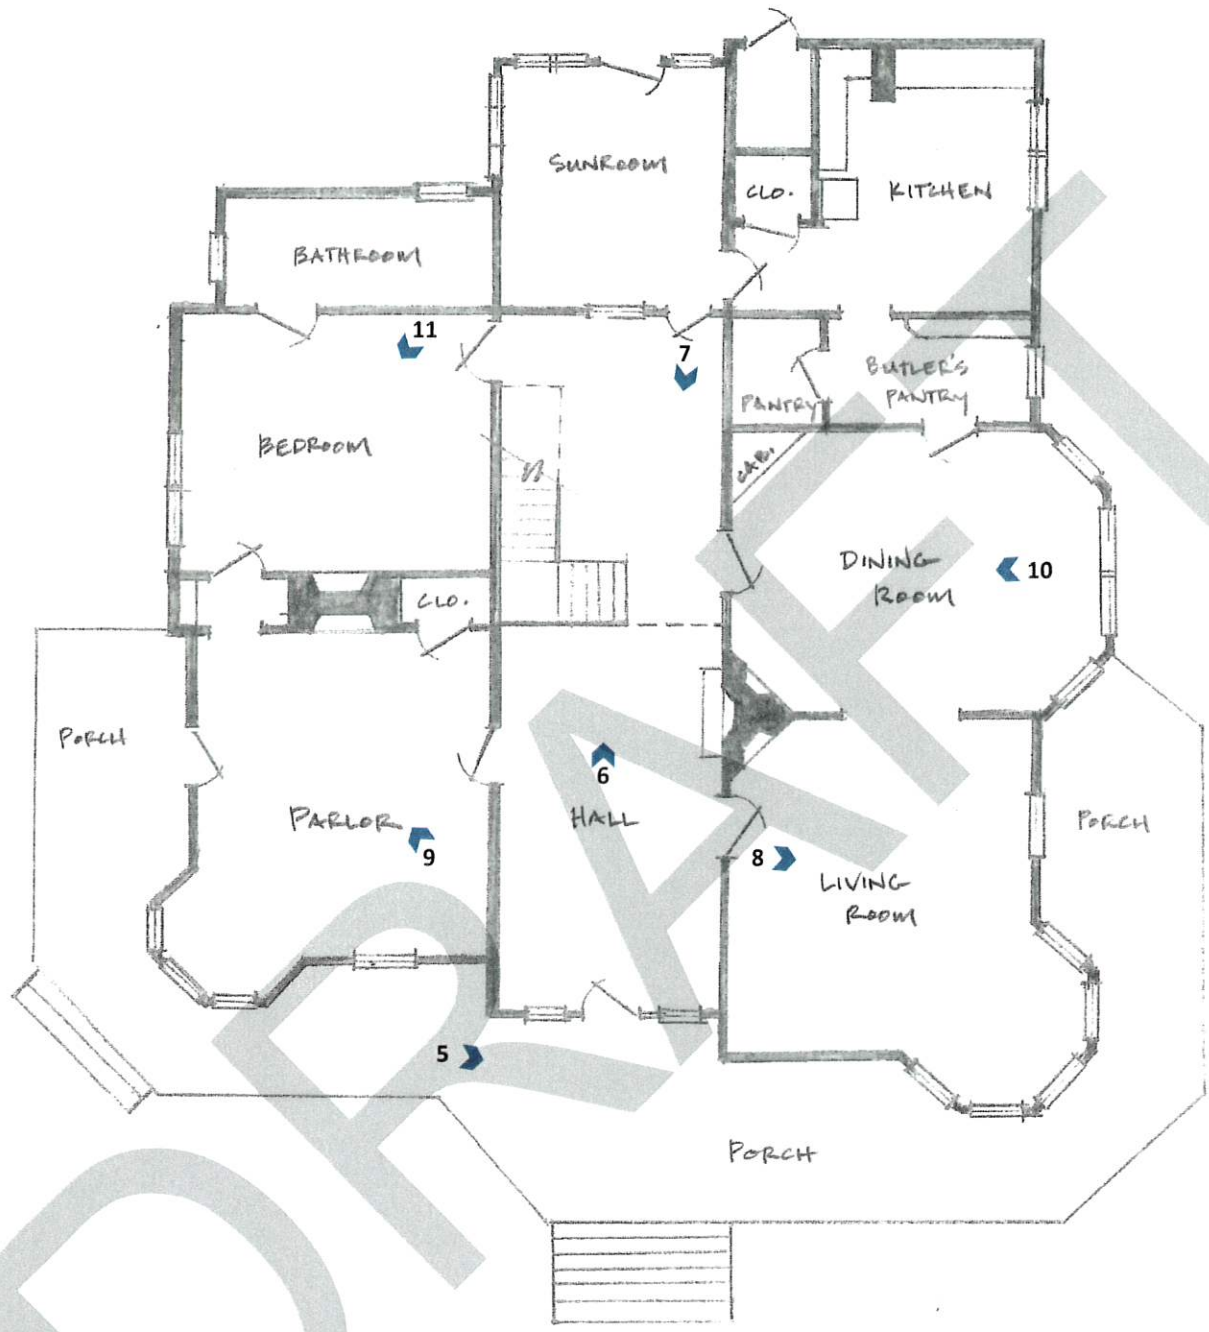 SUNROOM
CLO.
KITCHEN
BATHROOM
11
7
BUTLER'S
PANTRY
PANTRY
BEDROOM
CAB.
DINING
ROOM
10
CLO.
PORCH
6
PARLOR
HALL
PORCH
9
8
LIVING
ROOM
5
PORCH
DRAFT